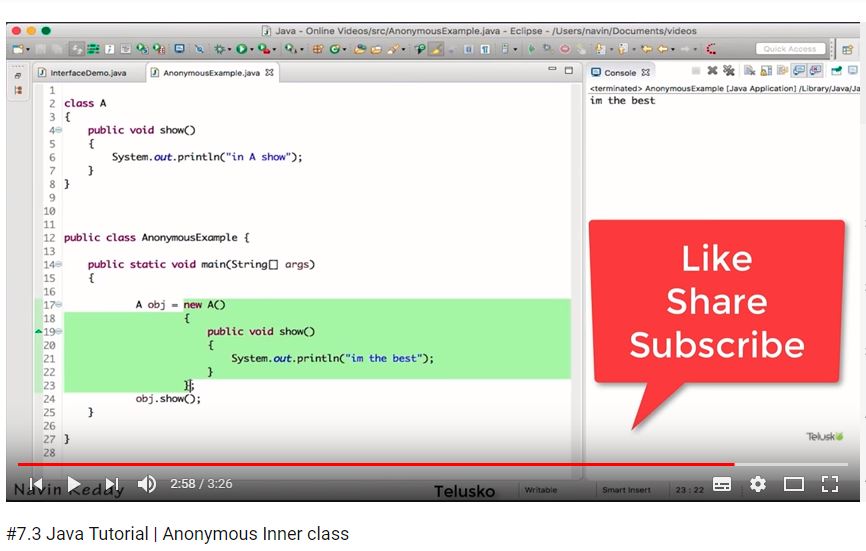 Java - Online Videos/src/AnonymousExample.java - Eclipse - /Users/navin/Documents/videos
Quick Access
InterfaceDemo.java
AnonymousExample.java
Console
1
2 class A
3 {
4 public void show()
5 {
6 System.out.println("in A show");
7 }
8 }
9
10
11
12 public class AnonymousExample {
13
14 public static void main(String[] args)
15 {
16
17 A obj = new A()
18 {
19 public void show()
20 {
21 System.out.println("im the best");
22 }
23 };
24 obj.show();
25 }
26
27 }
28
<terminated> AnonymousExample [Java Application] /Library/Java/Ja
im the best
Like
Share
Subscribe
Telusko
2:58 / 3:26
Navin Reddy
Telusko
Writable
Smart Insert
23 : 22
#7.3 Java Tutorial | Anonymous Inner class